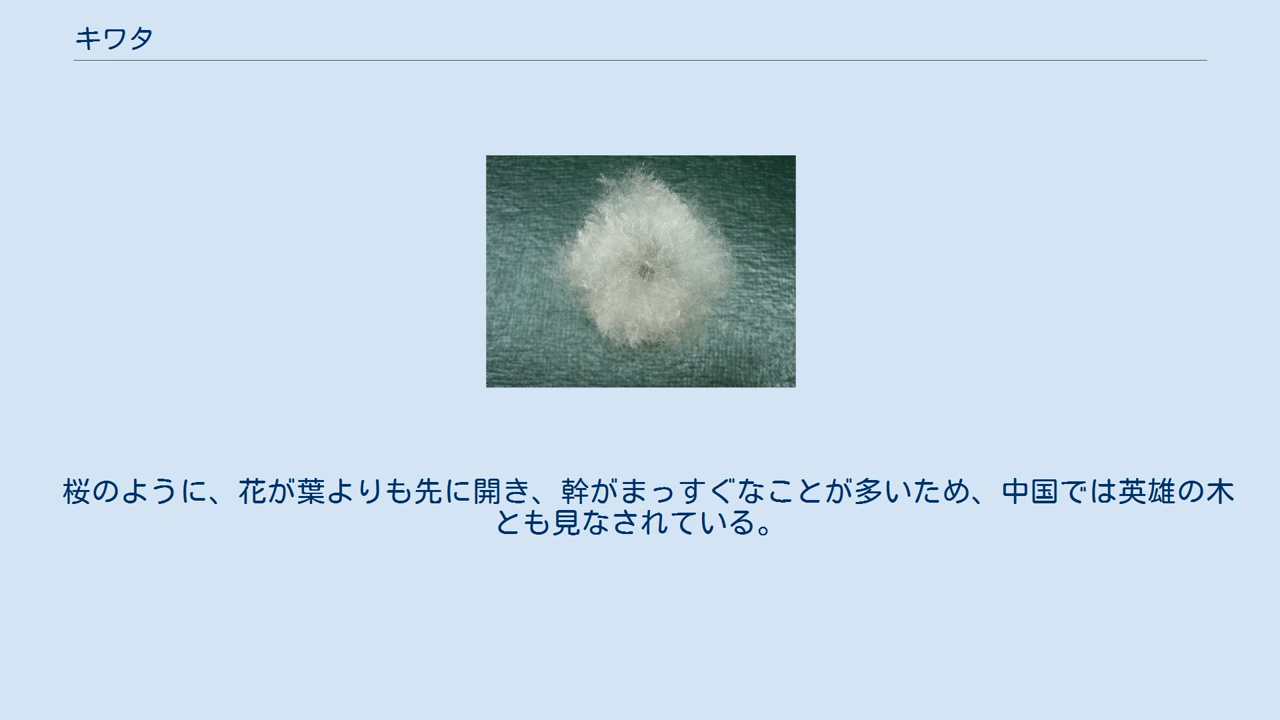 キワタ
桜のように、花が葉よりも先に開き、幹がまっすぐなことが多いため、中国では英雄の木
とも見なされている。